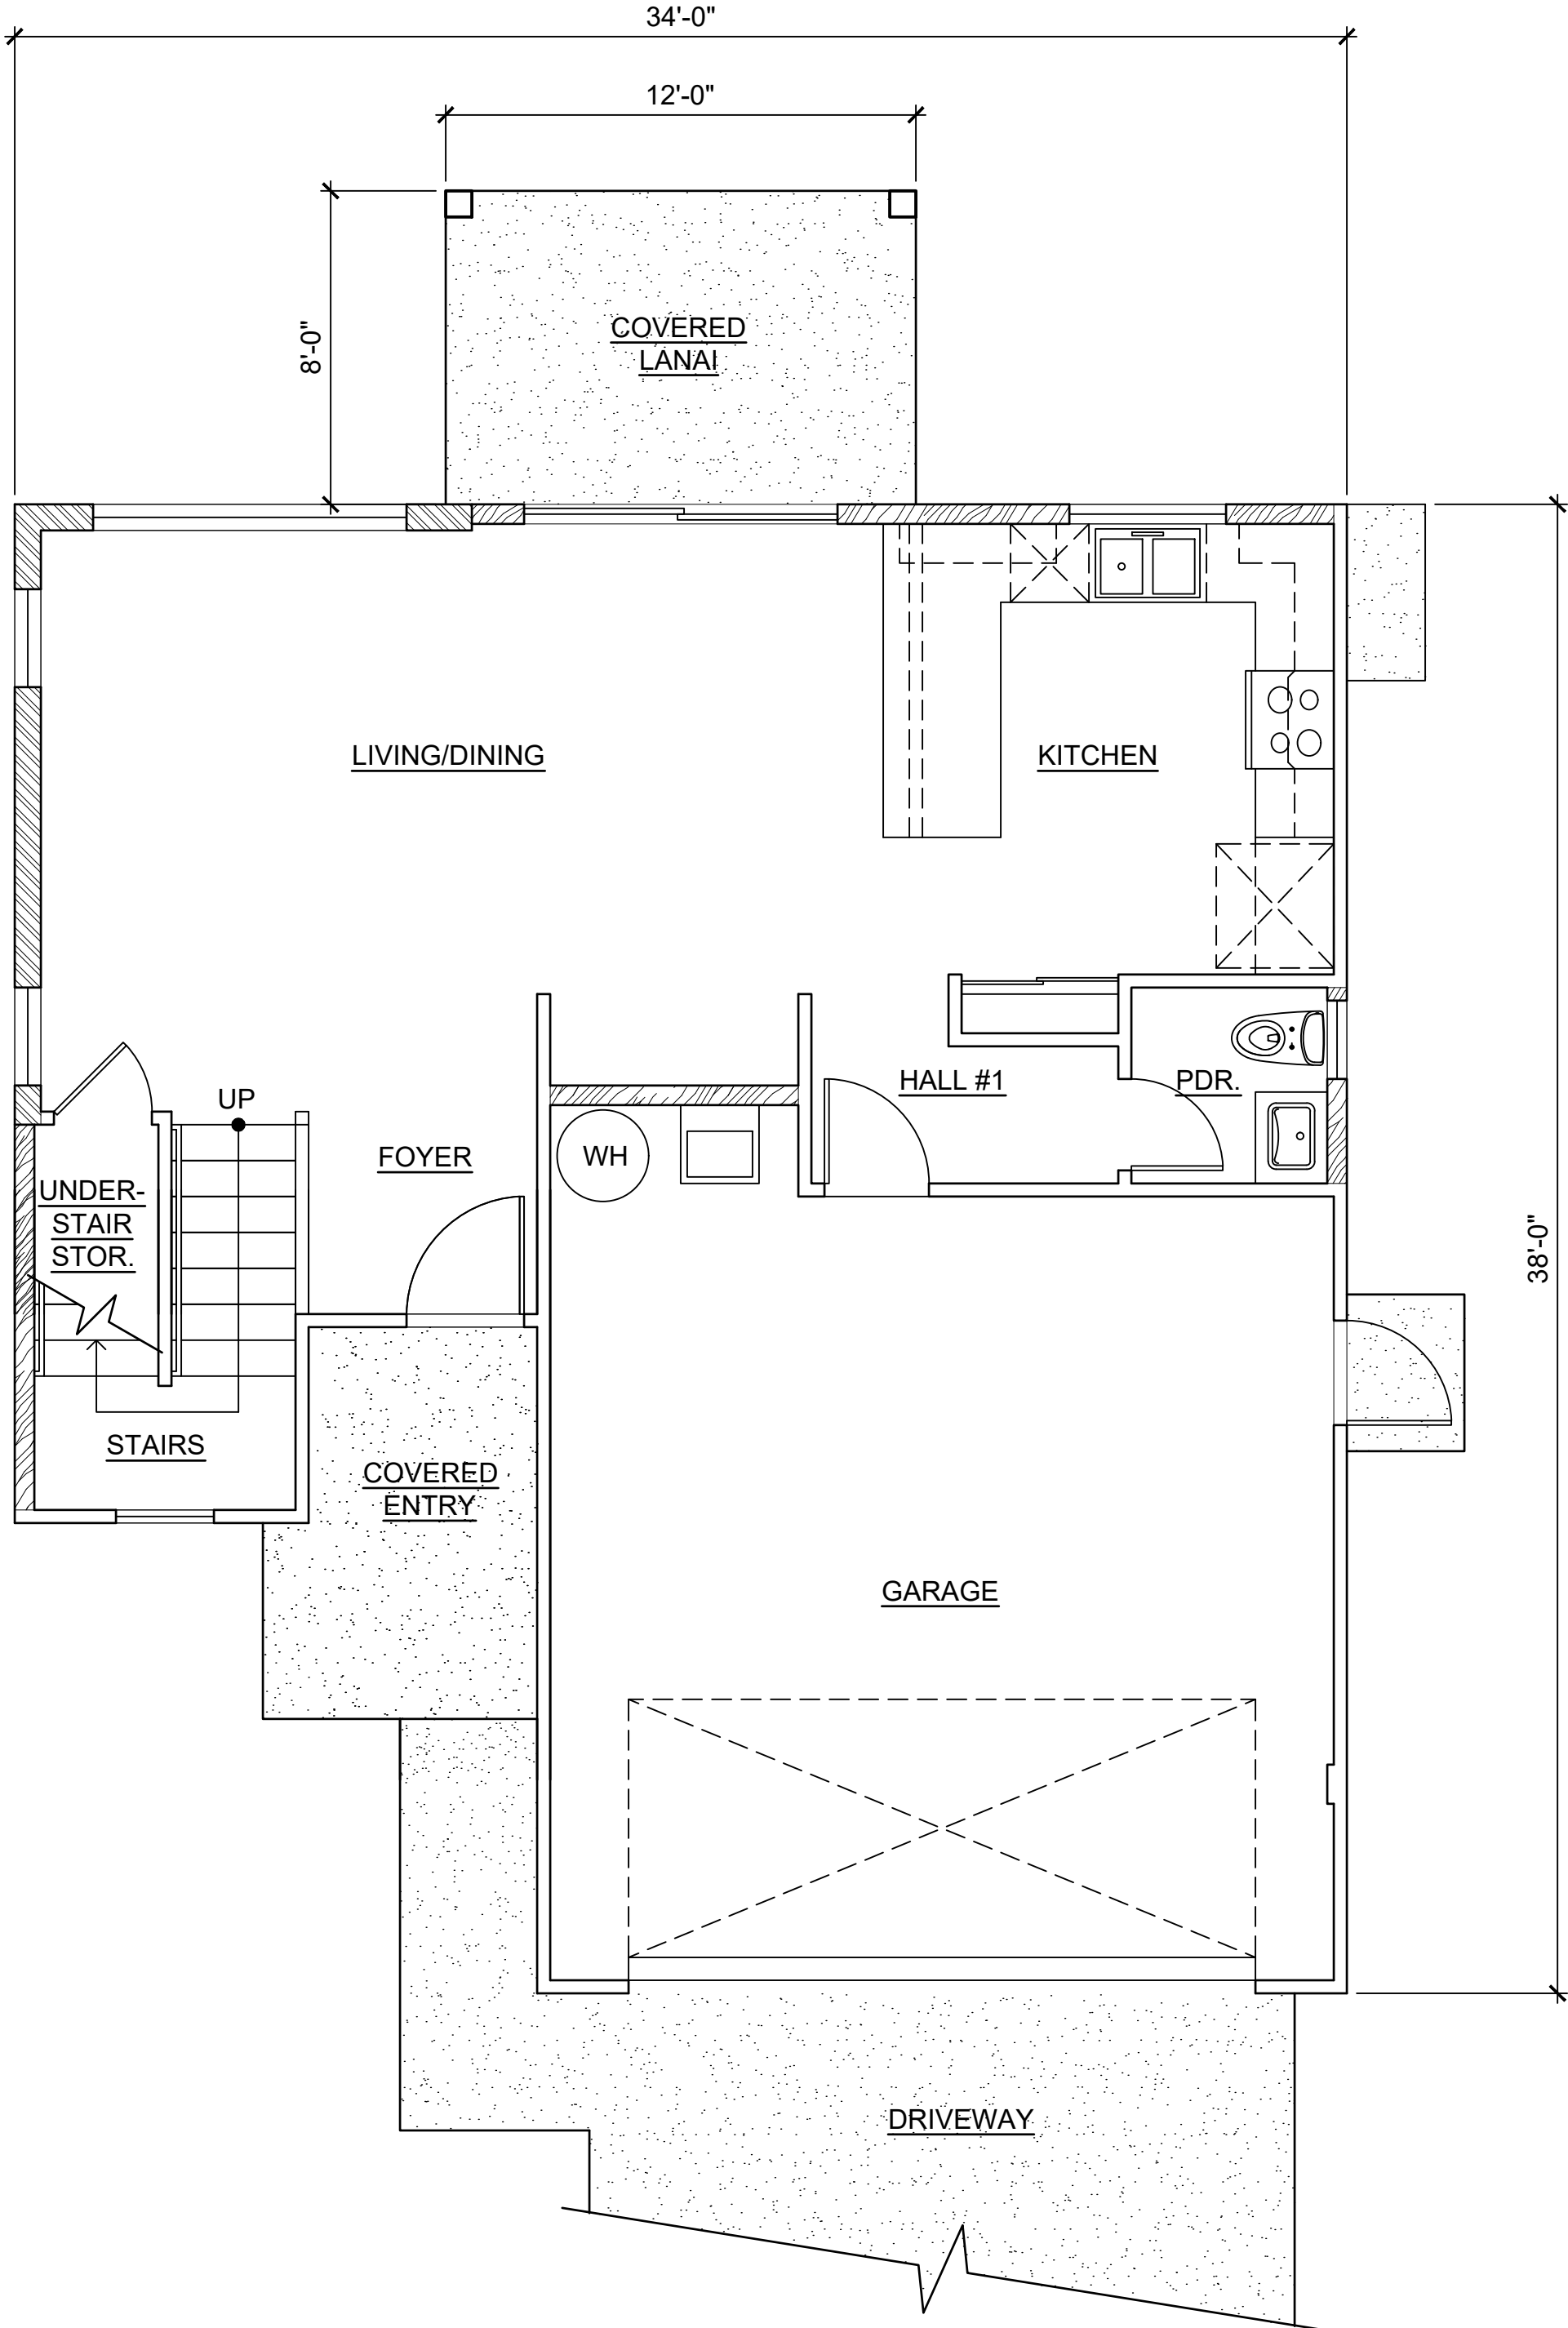 34'-0"
12'-0"
8'-0"
COVERED
LANAI
LIVING/DINING
KITCHEN
HALL #1
PDR.
UP
FOYER
WH
UNDER-
STAIR
STOR.
38'-0"
STAIRS
COVERED
ENTRY
GARAGE
DRIVEWAY